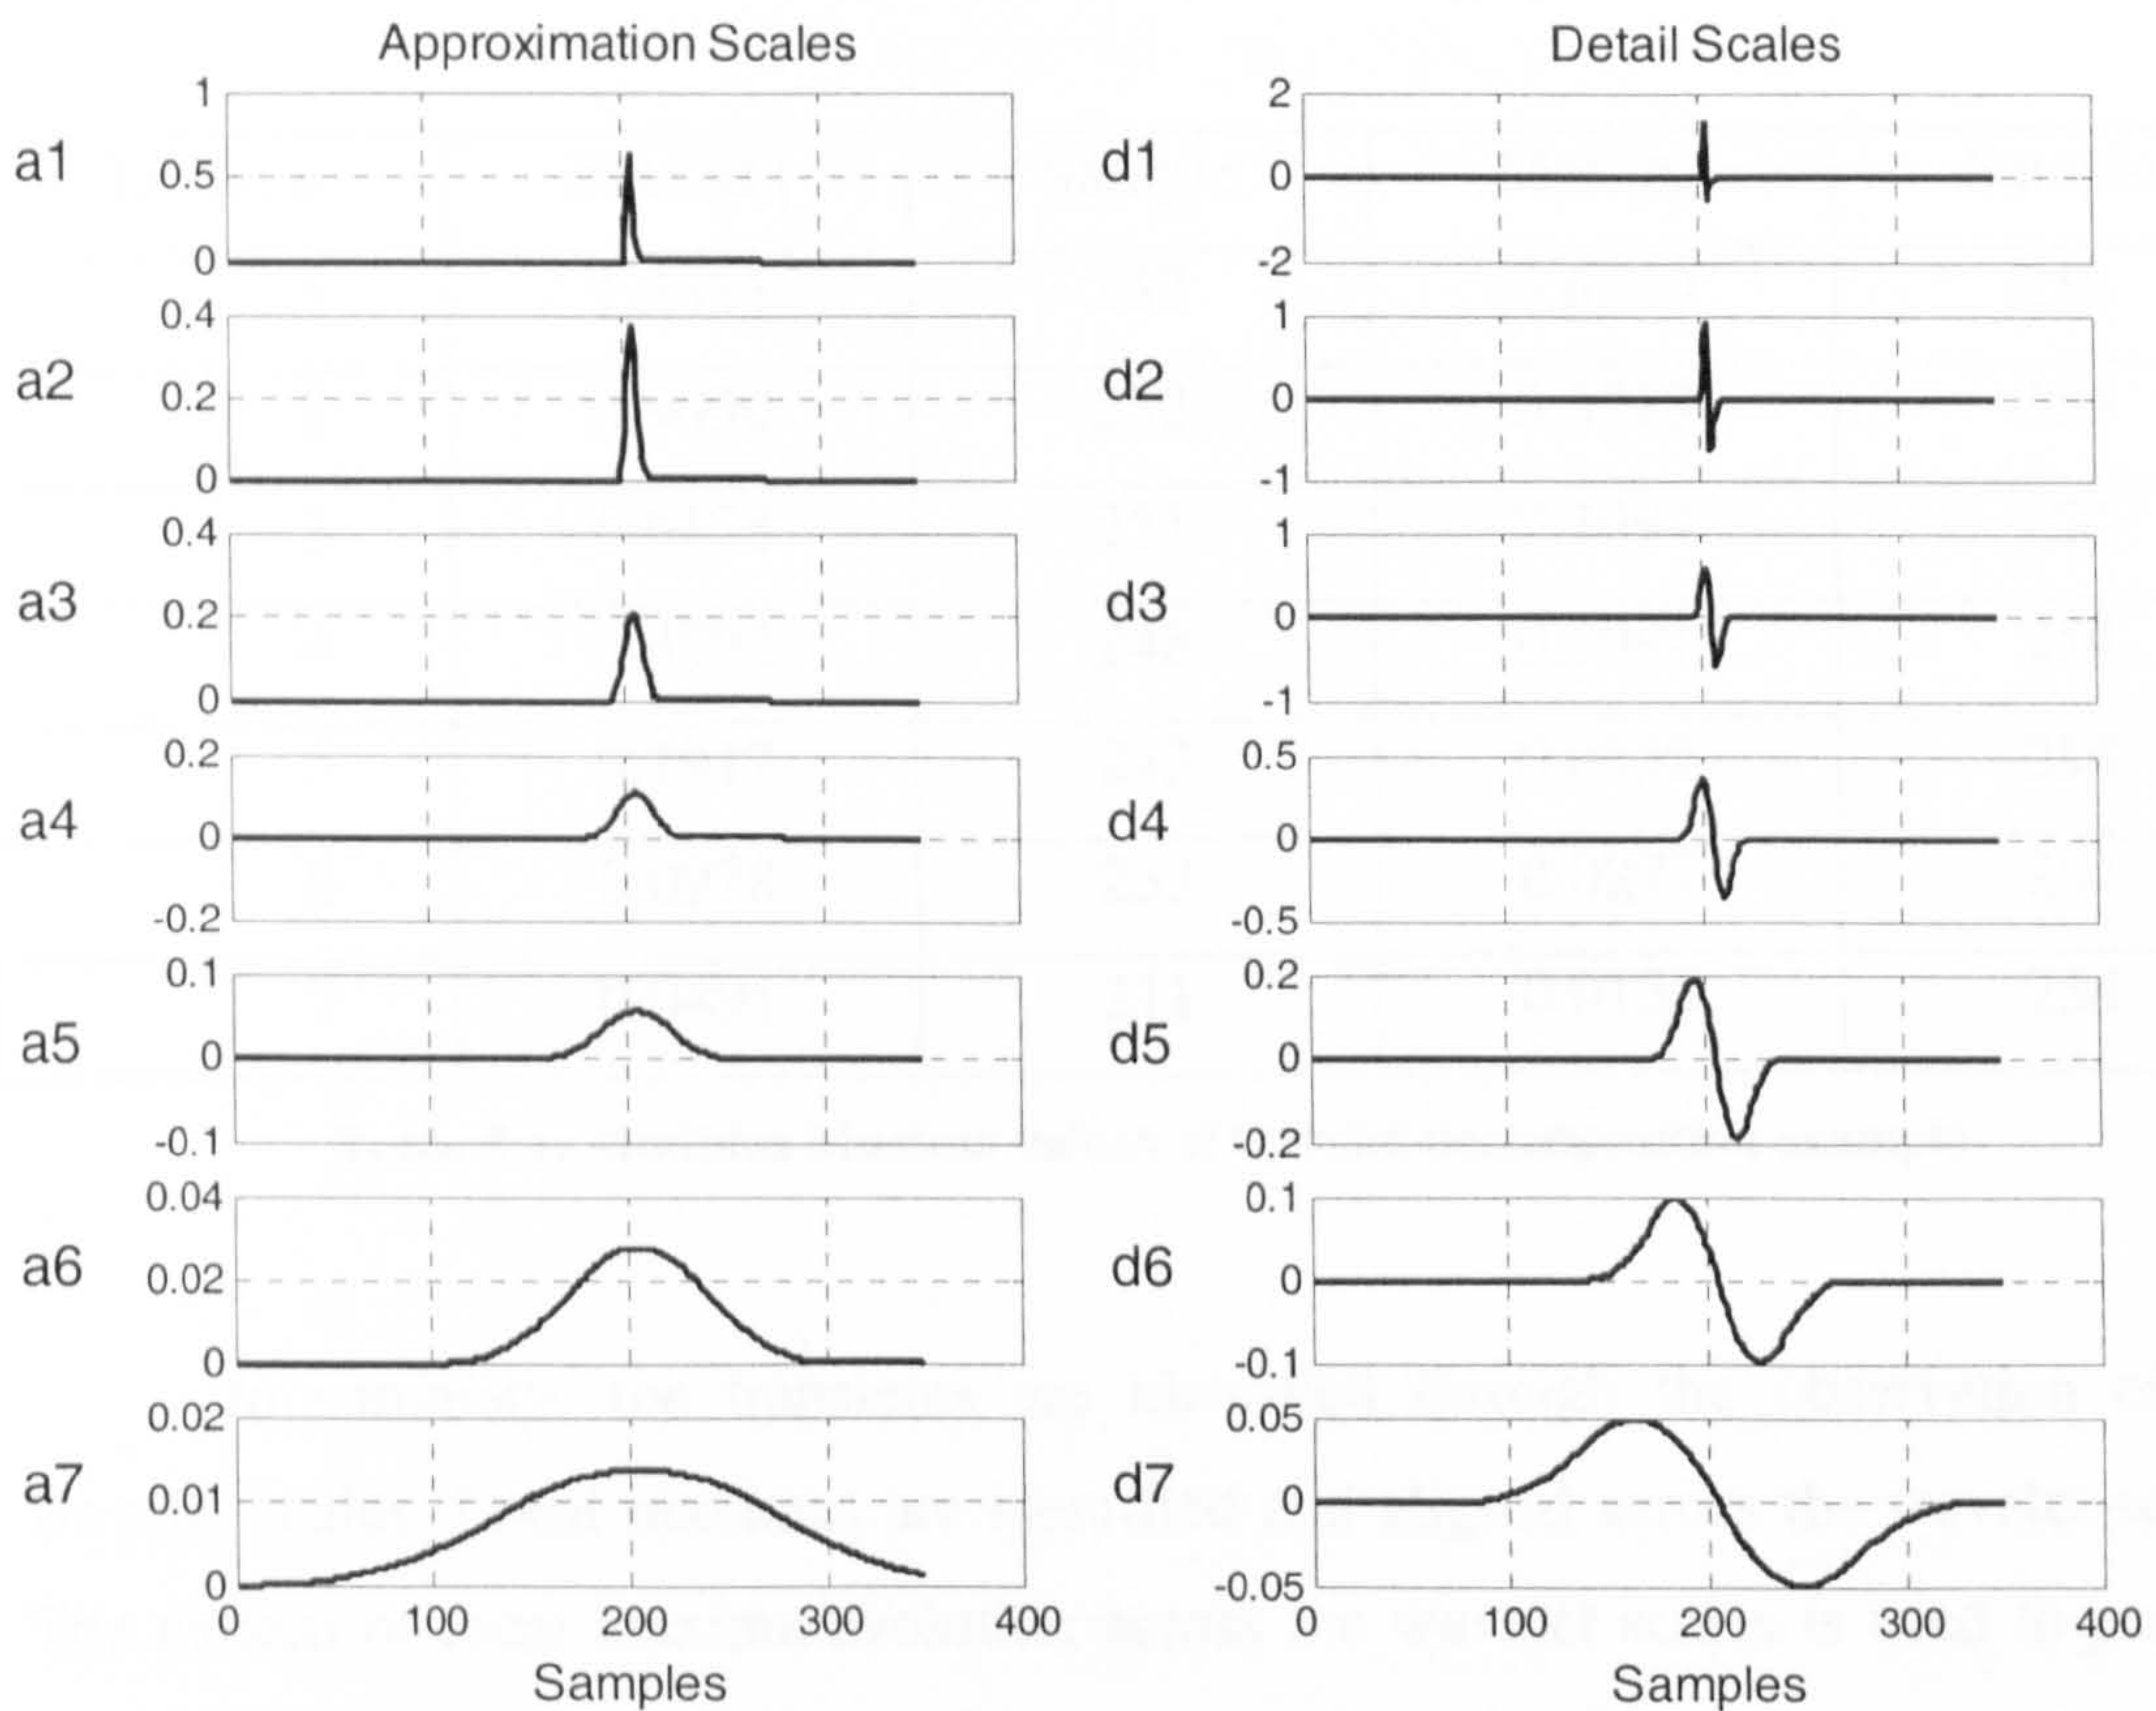 Approximation Scales
Detail Scales
a1
1
0.5
0
d1
2
0
-2
a2
0.4
0.2
0
d2
1
0
-1
a3
0.4
0.2
0
d3
1
0
-1
a4
0.2
0
-0.2
d4
0.5
0
-0.5
a5
0.1
0
-0.1
d5
0.2
0
-0.2
a6
0.04
0.02
0
d6
0.1
0
-0.1
a7
0.02
0.01
0
d7
0.05
0
-0.05
0 100 200 300 400
0 100 200 300 400
Samples
Samples